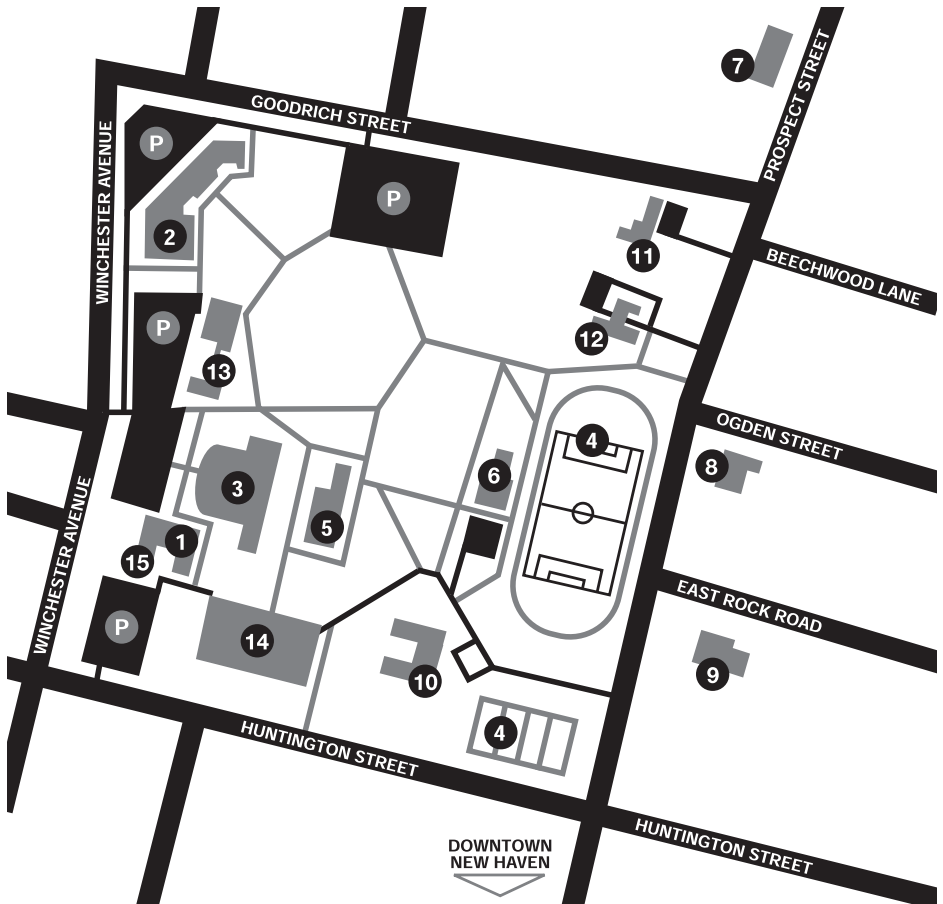 7
GOODRICH STREET
PROSPECT STREET
WINCHESTER AVENUE
P
P
2
11
BEECHWOOD LANE
P
12
13
OGDEN STREET
4
8
6
3
5
WINCHESTER AVENUE
1
15
EAST ROCK ROAD
P
14
9
10
4
HUNTINGTON STREET
HUNTINGTON STREET
DOWNTOWN
NEW HAVEN